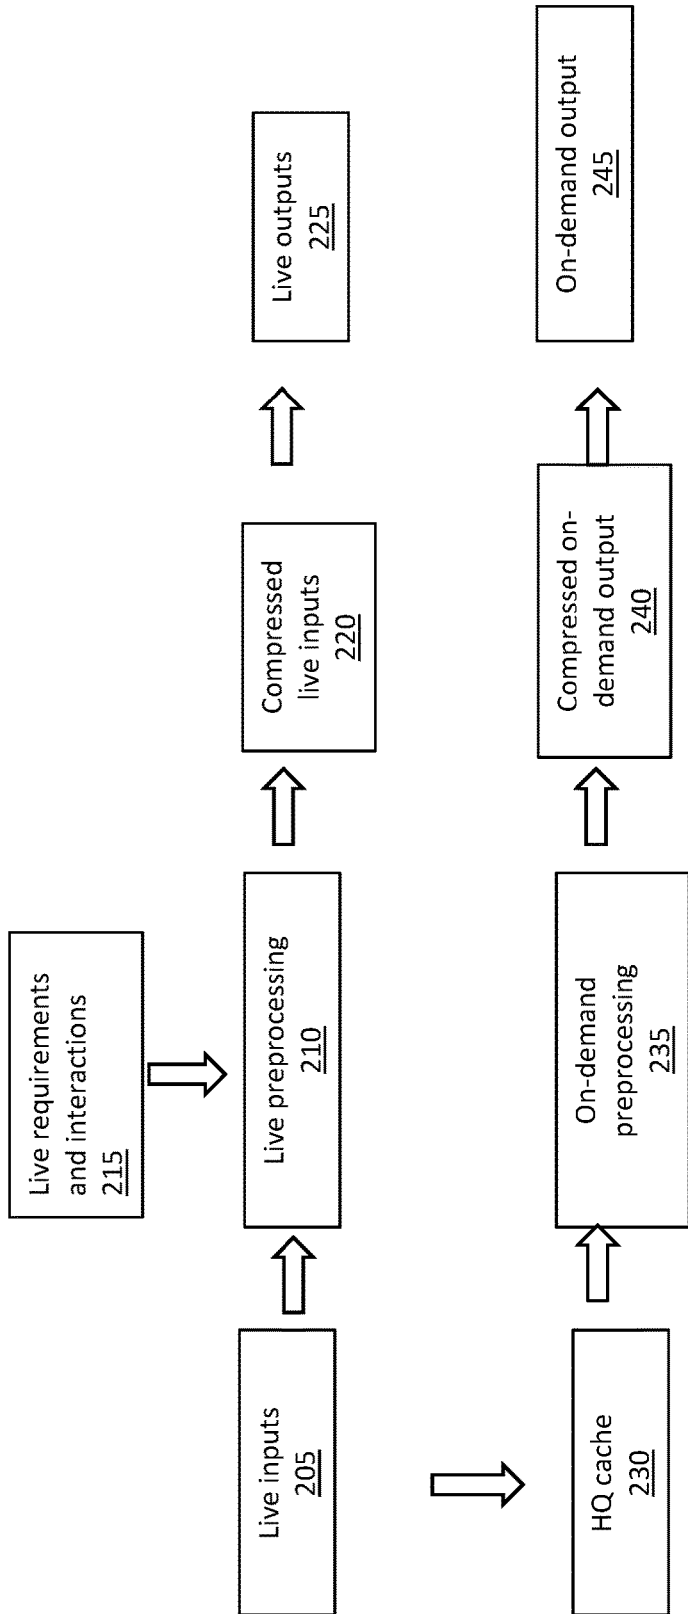 Live requirements
and interactions
215
Live inputs
205
Live preprocessing
210
Compressed
live inputs
220
Live outputs
225
HQ cache
230
On-demand
preprocessing
235
Compressed on-
demand output
240
On-demand output
245